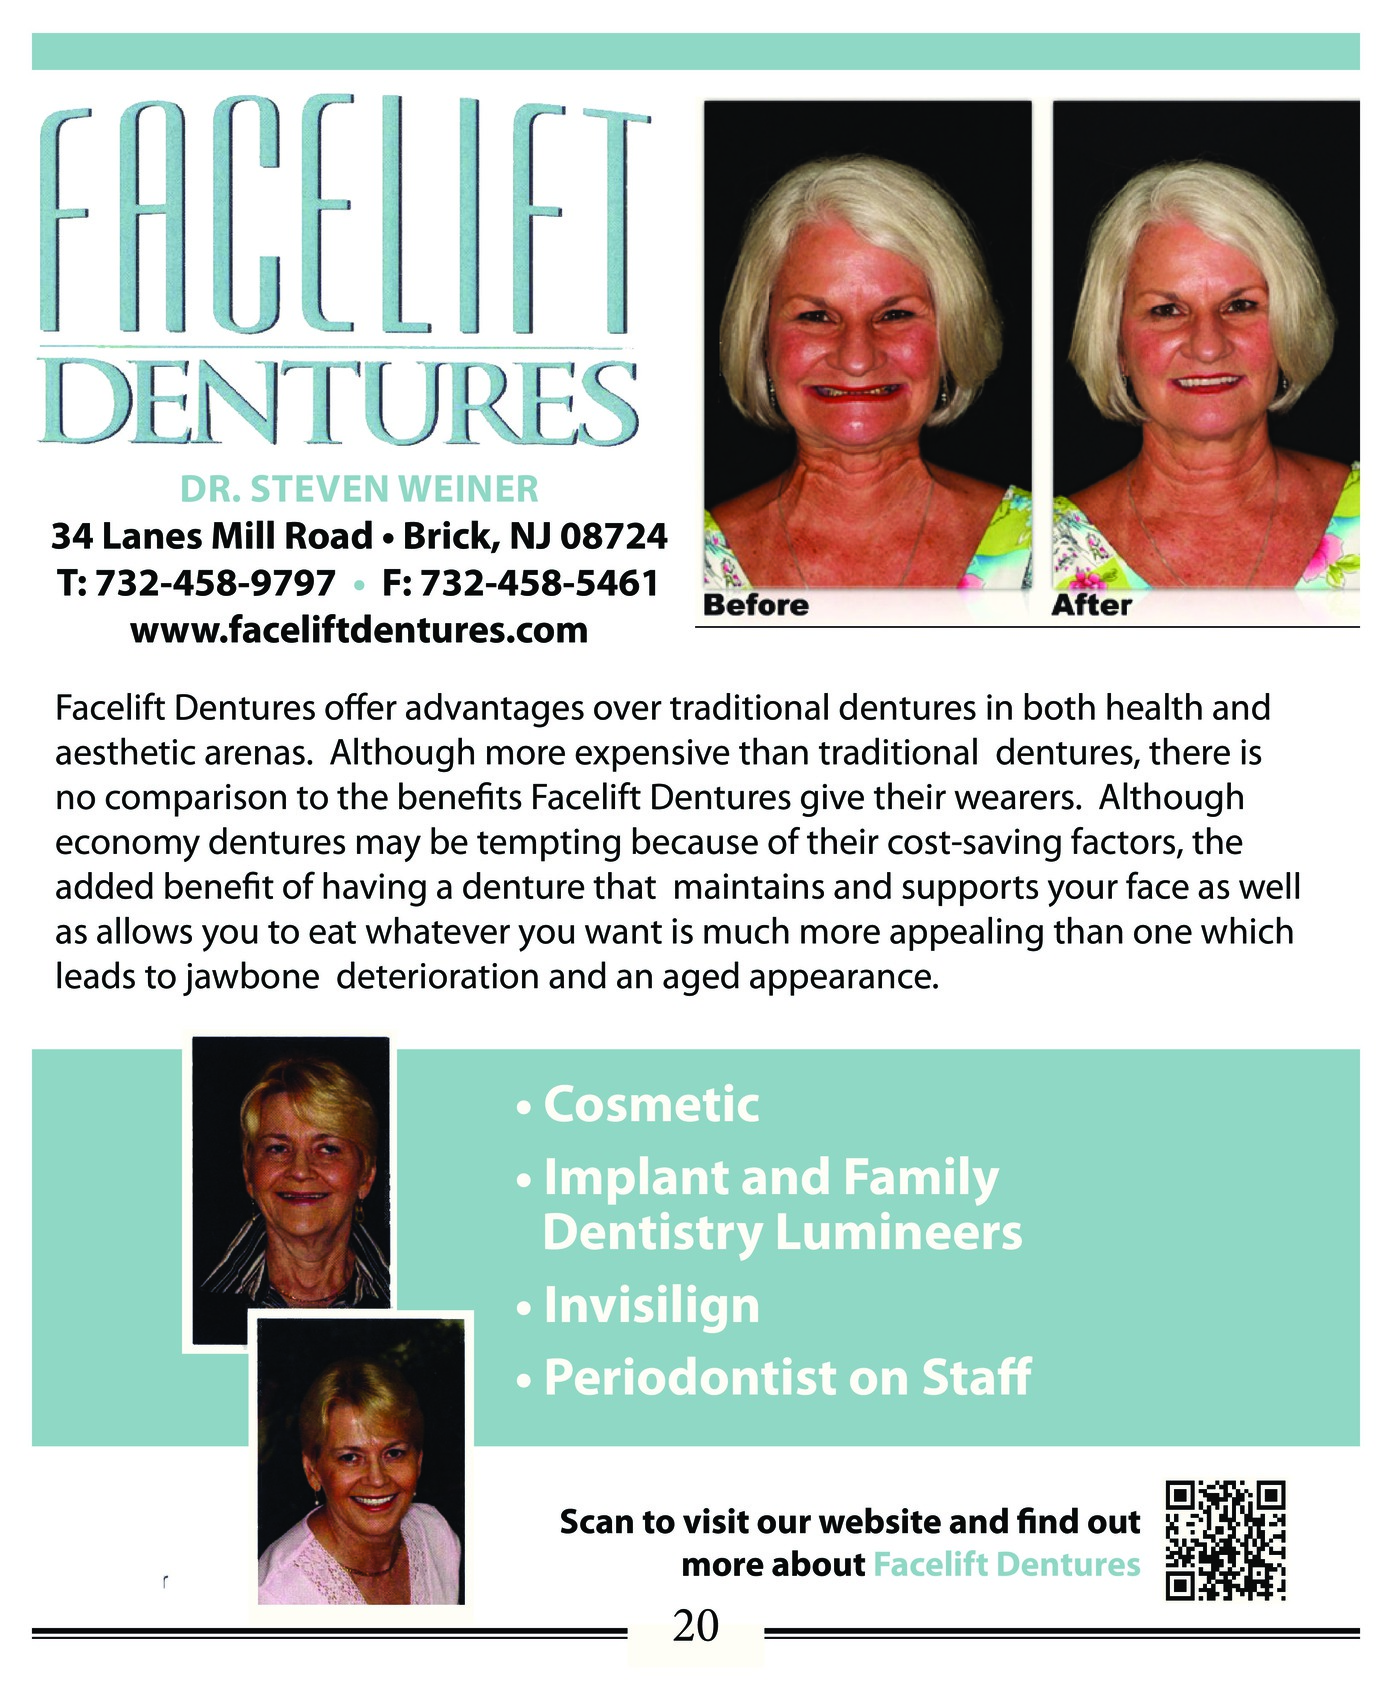 FACELIFT
DENTURES
DR. STEVEN WEINER
34 Lanes Mill Road • Brick, NJ 08724
T: 732-458-9797 • F: 732-458-5461
www.faceliftdentures.com
Before
After
Facelift Dentures offer advantages over traditional dentures in both health and
aesthetic arenas. Although more expensive than traditional dentures, there is
no comparison to the benefits Facelift Dentures give their wearers. Although
economy dentures may be tempting because of their cost-saving factors, the
added benefit of having a denture that maintains and supports your face as well
as allows you to eat whatever you want is much more appealing than one which
leads to jawbone deterioration and an aged appearance.
• Cosmetic
• Implant and Family
Dentistry Lumineers
• Invisilign
• Periodontist on Staff
Scan to visit our website and find out
more about Facelift Dentures
20